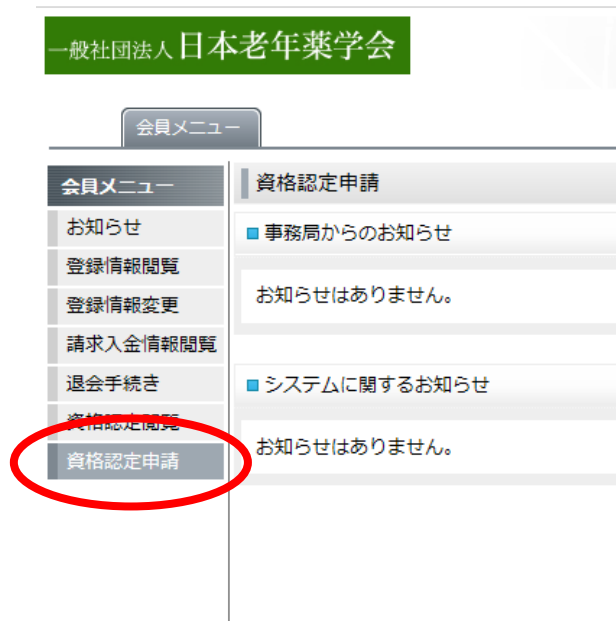 一般社団法人日本老年薬学会
会員メニュー
会員メニュー
お知らせ
登録情報閲覧
登録情報変更
請求入金情報閲覧
退会手続き
資格認定閲覧
資格認定申請
資格認定申請
事務局からのお知らせ
お知らせはありません。
システムに関するお知らせ
お知らせはありません。